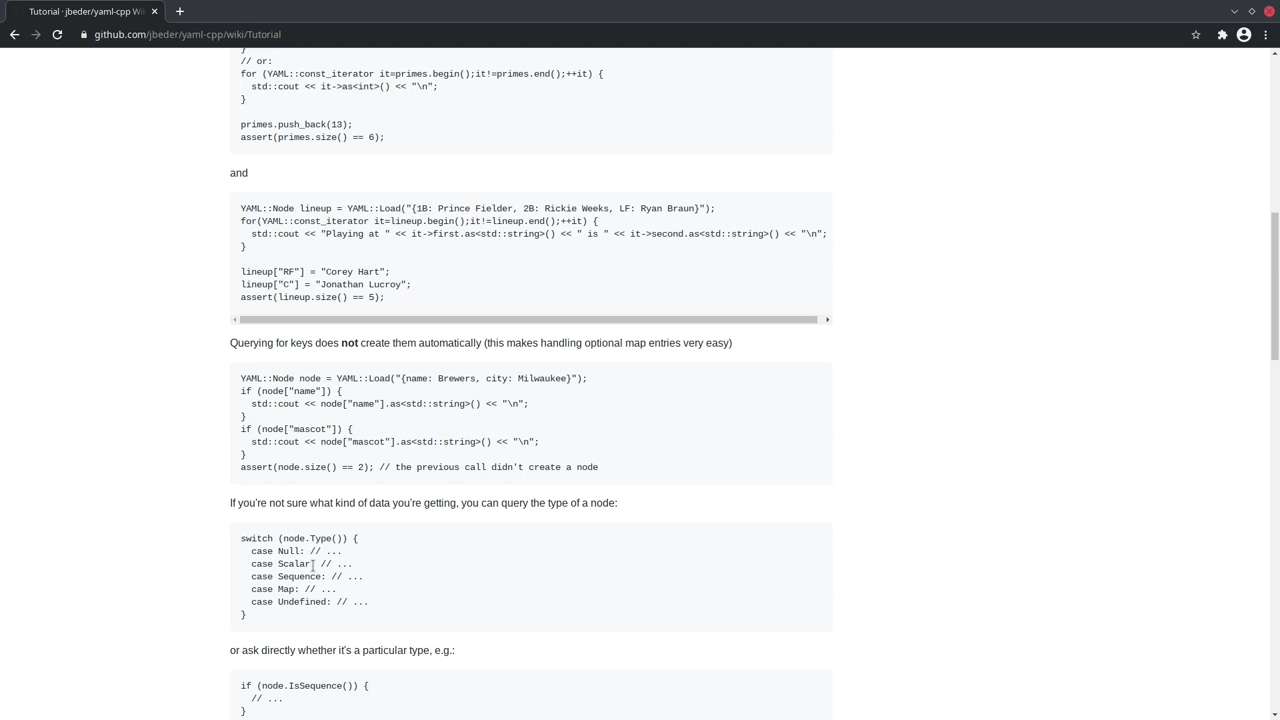 Tutorial · jbeder/yaml-cpp Wi
github.com/jbeder/yaml-cpp/wiki/Tutorial
}
// or:
for (YAML::const_iterator it=primes.begin();it!=primes.end();++it) {
  std::cout << it->as<int>() << "\n";
}
primes.push_back(13);
assert(primes.size() == 6);
and
YAML::Node lineup = YAML::Load("{1B: Prince Fielder, 2B: Rickie Weeks, LF: Ryan Braun}");
for(YAML::const_iterator it=lineup.begin();it!=lineup.end();++it) {
  std::cout << "Playing at " << it->first.as<std::string>() << " is " << it->second.as<std::string>() << "\n";
}
lineup["RF"] = "Corey Hart";
lineup["C"] = "Jonathan Lucroy";
assert(lineup.size() == 5);
Querying for keys does not create them automatically (this makes handling optional map entries very easy)
YAML::Node node = YAML::Load("{name: Brewers, city: Milwaukee}");
if (node["name"]) {
  std::cout << node["name"].as<std::string>() << "\n";
}
if (node["mascot"]) {
  std::cout << node["mascot"].as<std::string>() << "\n";
}
assert(node.size() == 2); // the previous call didn't create a node
If you're not sure what kind of data you're getting, you can query the type of a node:
switch (node.Type()) {
  case Null: // ...
  case Scalar: // ...
  case Sequence: // ...
  case Map: // ...
  case Undefined: // ...
}
or ask directly whether it's a particular type, e.g.:
if (node.IsSequence()) {
  // ...
}